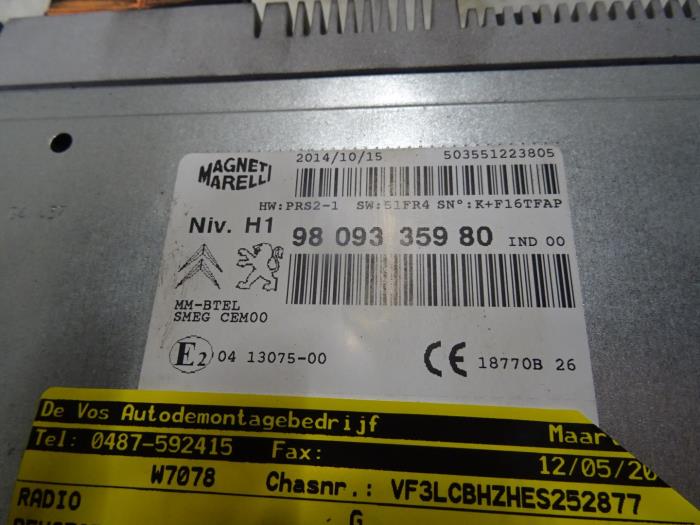 MAGNETI MARELLI
2014/10/15 503551223805
HW:PRS2-1 SW:51FR4 SN°:K+F16TFAP
Niv. H1
98 093 359 80 IND 00
MM-BTEL
SMEG CEM00
E2 04 13075-00 CE 18770B 26
De Vos Autodemontagebedrijf
Tel: 0487-592415 Fax:
W7078 12/05/20
Chasnr.: VF3LCBHZHES252877
RADIO